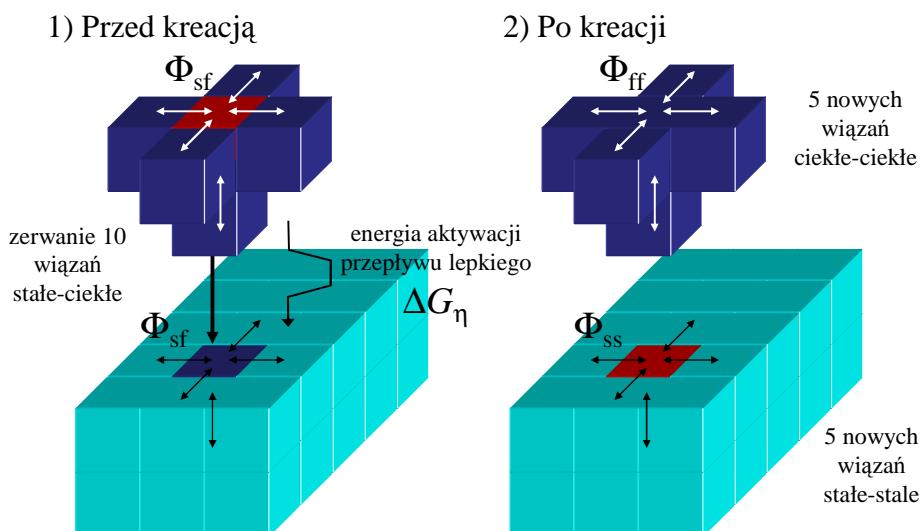 1) Przed kreacją
Φsf
zerwanie 10
wiązań
stałe-ciekłe
energia aktywacji
przepływu lepkiego
ΔGη
Φsf
2) Po kreacji
Φff
5 nowych
wiązań
ciekłe-ciekłe
Φss
5 nowych
wiązań
stałe-stale